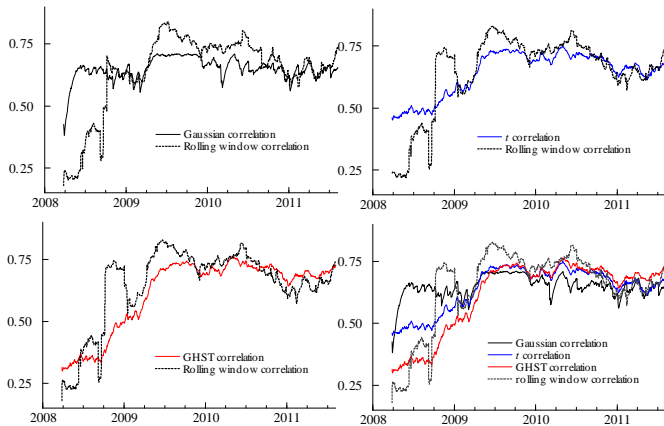 0.75
0.50
0.25
Gaussian correlation
Rolling window correlation
2008 2009 2010 2011
0.75
0.50
0.25
t correlation
Rolling window correlation
2008 2009 2010 2011
0.75
0.50
0.25
GHST correlation
Rolling window correlation
2008 2009 2010 2011
0.75
0.50
0.25
Gaussian correlation
t correlation
GHST correlation
rolling window correlation
2008 2009 2010 2011